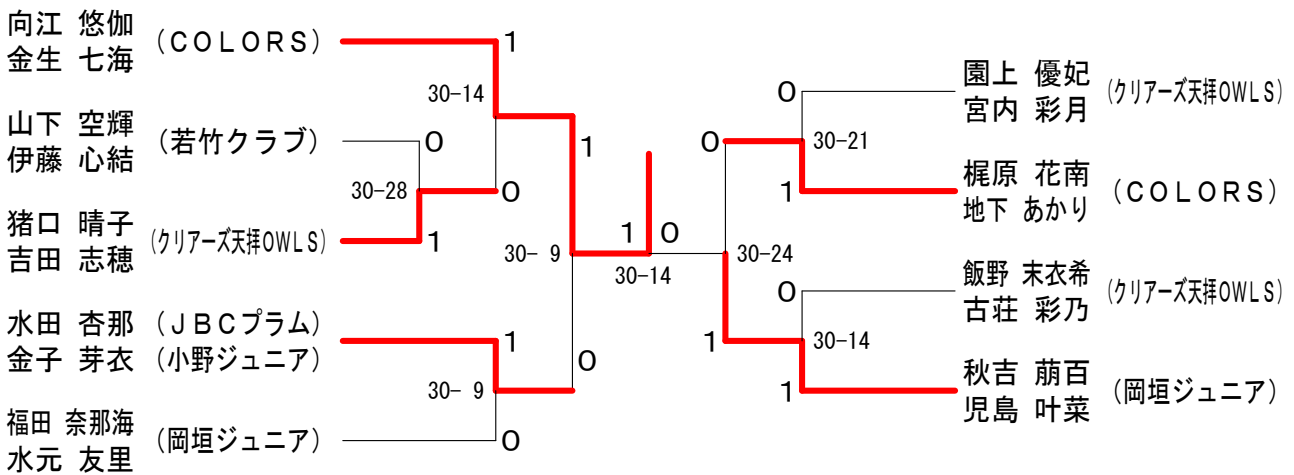 向江 悠伽
金生 七海
(COLORS)
1
30-14
山下 空輝
伊藤 心結
(若竹クラブ)
0
1
30-28
0
猪口 晴子
吉田 志穂
(クリアーズ天拝OWLS)
1
30- 9
水田 杏那
金子 芽衣
(JBCプラム)
(小野ジュニア)
1
0
30- 9
福田 奈那海
水元 友里
(岡垣ジュニア)
0
1
0
30-14
園上 優妃
宮内 彩月
(クリアーズ天拝OWLS)
0
0
30-21
梶原 花南
地下 あかり
(COLORS)
1
30-24
飯野 末衣希
古荘 彩乃
(クリアーズ天拝OWLS)
0
1
30-14
秋吉 萠百
児島 叶菜
(岡垣ジュニア)
1